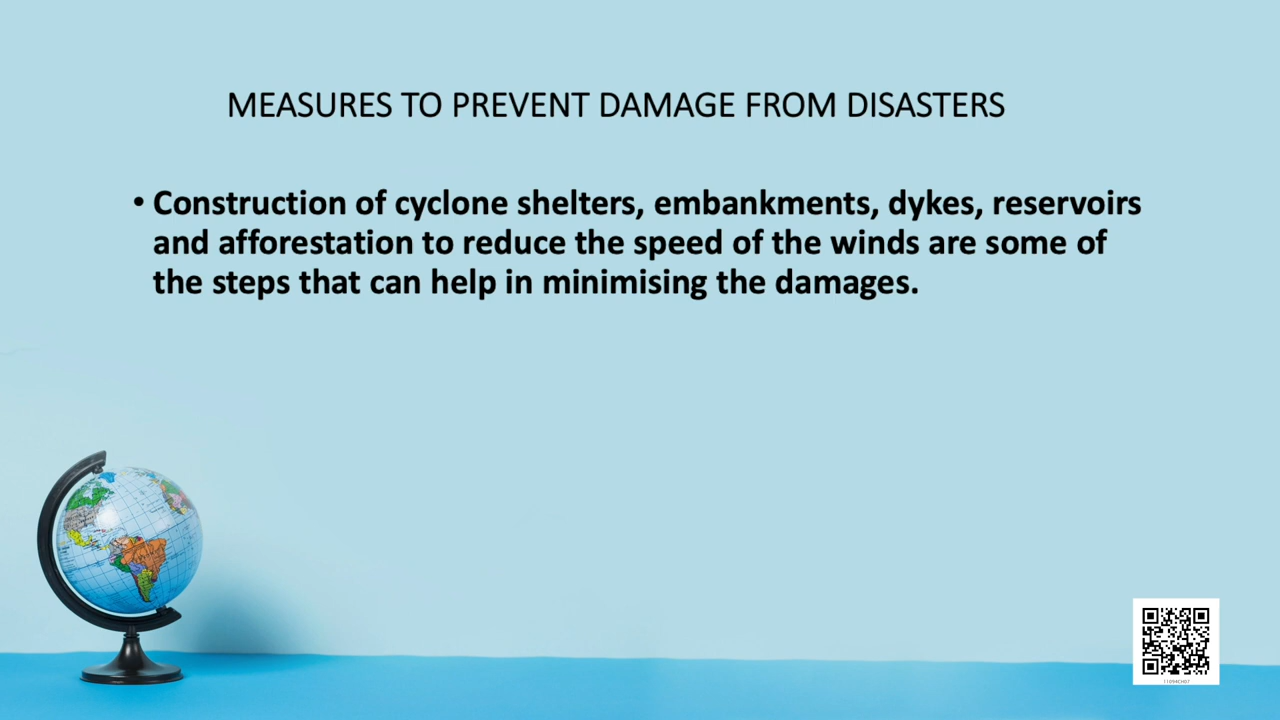 MEASURES TO PREVENT DAMAGE FROM DISASTERS
• Construction of cyclone shelters, embankments, dykes, reservoirs
and afforestation to reduce the speed of the winds are some of
the steps that can help in minimising the damages.